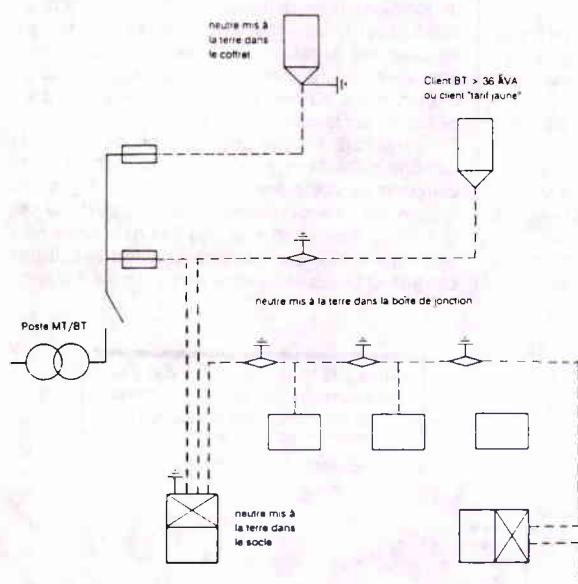 neutre mis à
la terre dans
le coffret
Client BT > 36 kVA
ou client "tarif jaune"
neutre mis à la terre dans la boîte de jonction
Poste MT/BT
neutre mis à
la terre dans
le socle